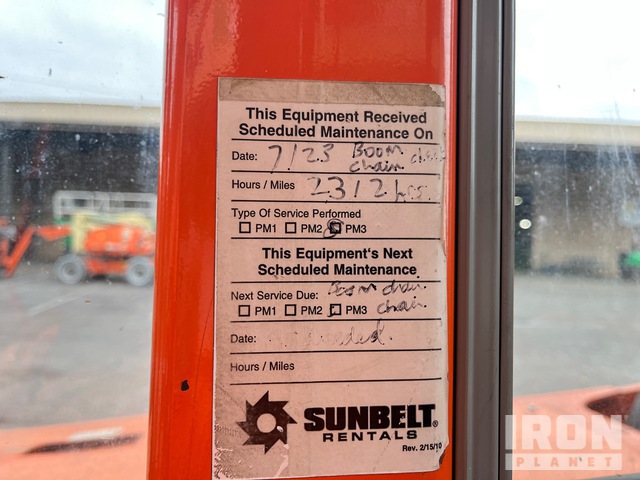 This Equipment Received
Scheduled Maintenance On
Date: 7/23 Boom
chain
Hours / Miles 2312 hrs.
Type Of Service Performed
PM1 PM2 PM3
This Equipment's Next
Scheduled Maintenance
Boom chain
Next Service Due:
PM1 PM2 PM3 chain.
Date:
Hours / Miles
SUNBELT®
RENTALS
Rev. 2/15/10
IRON
PLANET